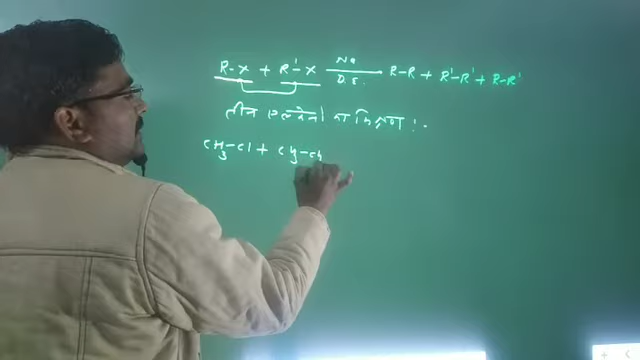 R-X + R'-X Na D.E. R-R + R'-R' + R-R'
तीन एल्केनो का मिश्रण :-
CH3-Cl + CH3-CH